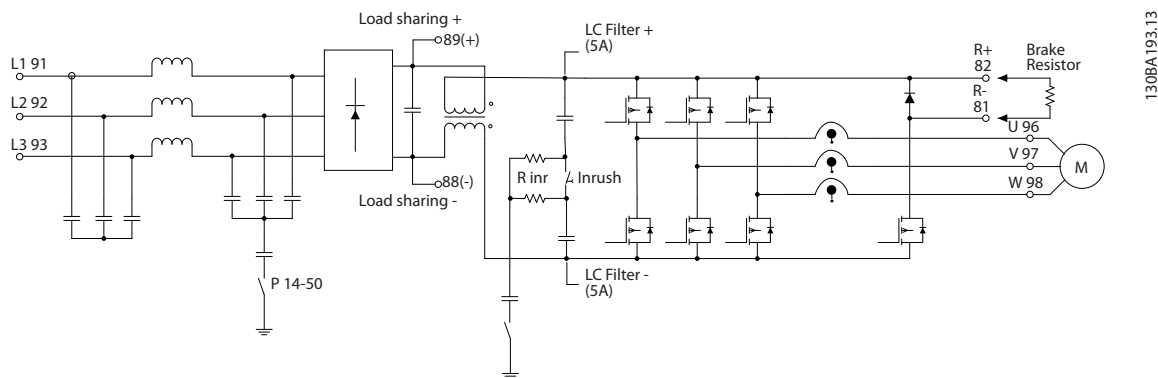 Load sharing +
89(+)
LC Filter +
(5A)
R+
82
Brake
Resistor
130BA193.13
L1 91
R-
81
L2 92
U 96
L3 93
V 97
M
R inr
Inrush
W 98
88(-)
Load sharing -
LC Filter -
(5A)
P 14-50